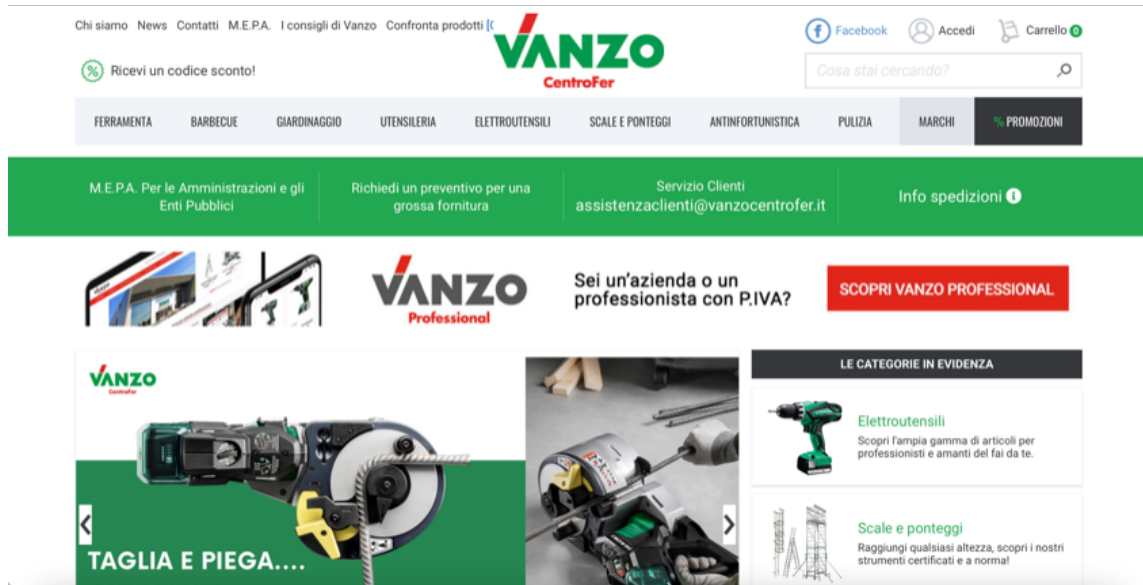 Chi siamo News Contatti M.E.P.A. I consigli di Vanzo Confronta prodotti [(
Facebook
Accedi
Carrello 0
VANZO
CentroFer
% Ricevi un codice sconto!
Cosa stai cercando?
FERRAMENTA BARBECUE GIARDINAGGIO UTENSILERIA ELETTROUTENSILI SCALE E PONTEGGI ANTINFORTUNISTICA PULIZIA MARCHI % PROMOZIONI
M.E.P.A. Per le Amministrazioni e gli
Enti Pubblici
Richiedi un preventivo per una
grossa fornitura
Servizio Clienti
assistenzaclienti@vanzocentrofer.it
Info spedizioni
VANZO
Professional
Sei un'azienda o un
professionista con P.IVA?
SCOPRI VANZO PROFESSIONAL
VANZO
CentroFer
TAGLIA E PIEGA....
LE CATEGORIE IN EVIDENZA
Elettroutensili
Scopri l'ampia gamma di articoli per
professionisti e amanti del fai da te.
Scale e ponteggi
Raggiungi qualsiasi altezza, scopri i nostri
strumenti certificati e a norma!